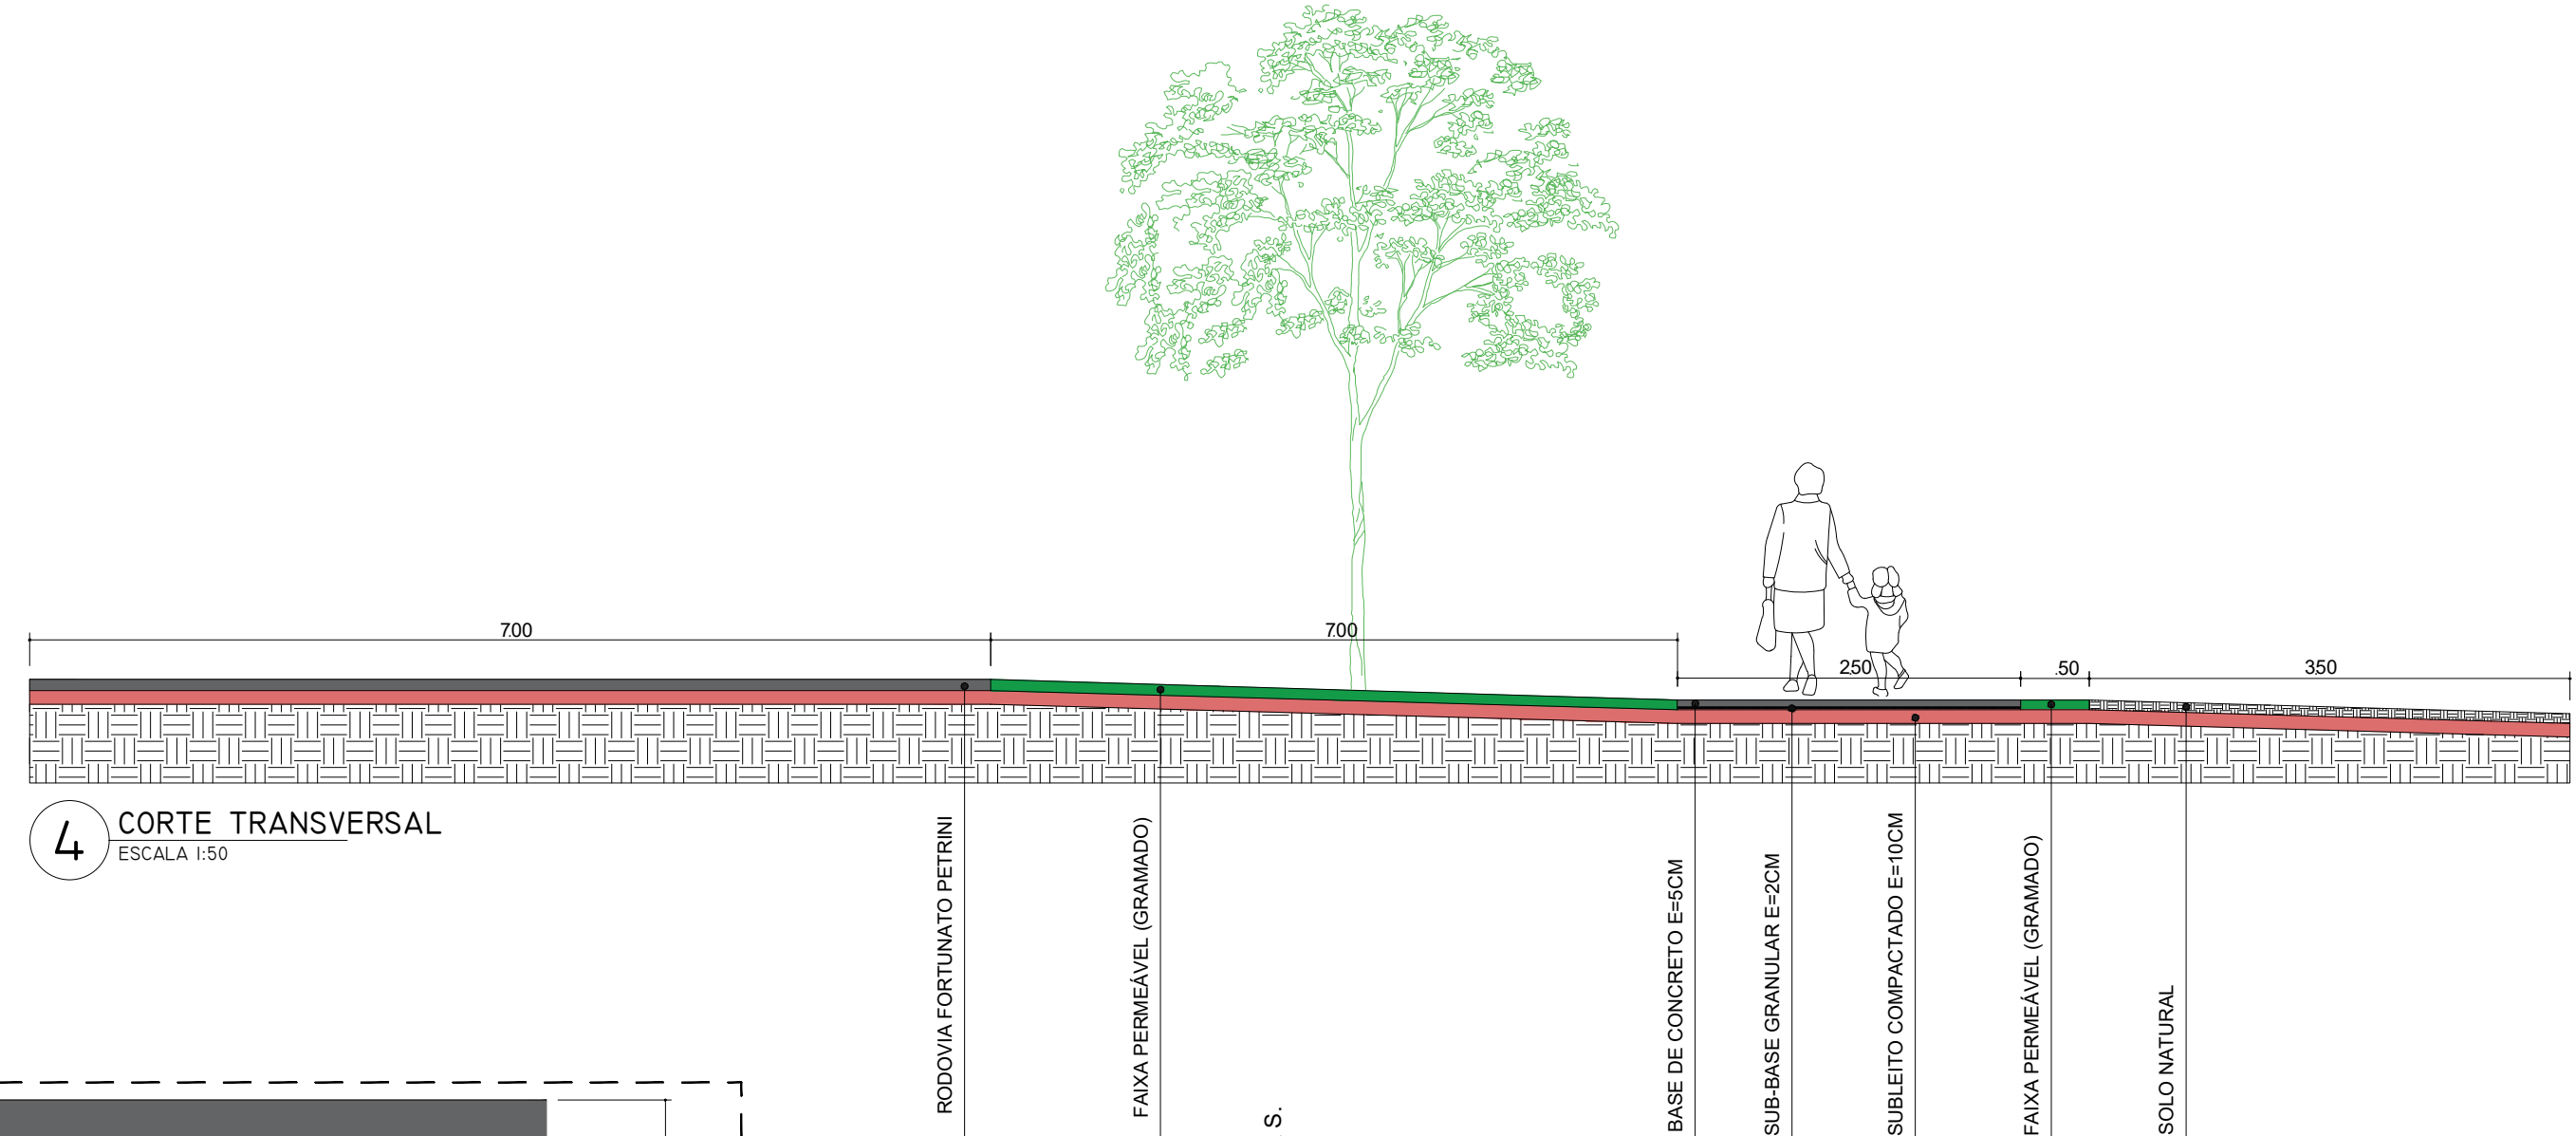 7.00
7.00
2.50
.50
3.50
4
CORTE TRANSVERSAL
ESCALA 1:50
RODOVIA FORTUNATO PETRINI
FAIXA PERMEÁVEL (GRAMADO)
S.
BASE DE CONCRETO E=5CM
SUB-BASE GRANULAR E=2CM
SUBLEITO COMPACTADO E=10CM
FAIXA PERMEÁVEL (GRAMADO)
SOLO NATURAL